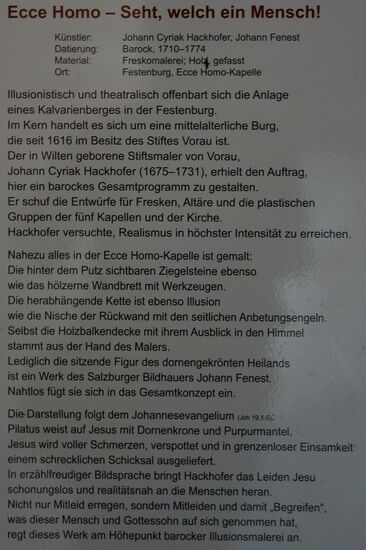 Ecce Homo – Seht, welch ein Mensch!
Künstler: Johann Cyriak Hackhofer, Johann Fenest
Datierung: Barock, 1710–1774
Material: Freskomalerei; Holz, gefasst
Ort: Festenburg, Ecce Homo-Kapelle
Illusionistisch und theatralisch offenbart sich die Anlage
eines Kalvarienberges in der Festenburg.
Im Kern handelt es sich um eine mittelalterliche Burg,
die seit 1616 im Besitz des Stiftes Vorau ist.
Der in Wilten geborene Stiftsmaler von Vorau,
Johann Cyriak Hackhofer (1675–1731), erhielt den Auftrag,
hier ein barockes Gesamtprogramm zu gestalten.
Er schuf die Entwürfe für Fresken, Altäre und die plastischen
Gruppen der fünf Kapellen und der Kirche.
Hackhofer versuchte, Realismus in höchster Intensität zu erreichen.
Nahezu alles in der Ecce Homo-Kapelle ist gemalt:
Die hinter dem Putz sichtbaren Ziegelsteine ebenso
wie das hölzerne Wandbrett mit Werkzeugen.
Die herabhängende Kette ist ebenso Illusion
wie die Nische der Rückwand mit den seitlichen Anbetungsengeln.
Selbst die Holzbalkendecke mit ihrem Ausblick in den Himmel
stammt aus der Hand des Malers.
Lediglich die sitzende Figur des dornengekrönten Heilands
ist ein Werk des Salzburger Bildhauers Johann Fenest.
Nahtlos fügt sie sich in das Gesamtkonzept ein.
Die Darstellung folgt dem Johannesevangelium (Joh 19,1-5):
Pilatus weist auf Jesus mit Dornenkrone und Purpurmantel.
Jesus wird voller Schmerzen, verspottet und in grenzenloser Einsamkeit
einem schrecklichen Schicksal ausgeliefert.
In erzählfreudiger Bildsprache bringt Hackhofer das Leiden Jesu
schonungslos und realitätsnah an die Menschen heran.
Nicht nur Mitleid erregen, sondern Mitleiden und damit „Begreifen“,
was dieser Mensch und Gottessohn auf sich genommen hat,
regt dieses Werk am Höhepunkt barocker Illusionsmalerei an.